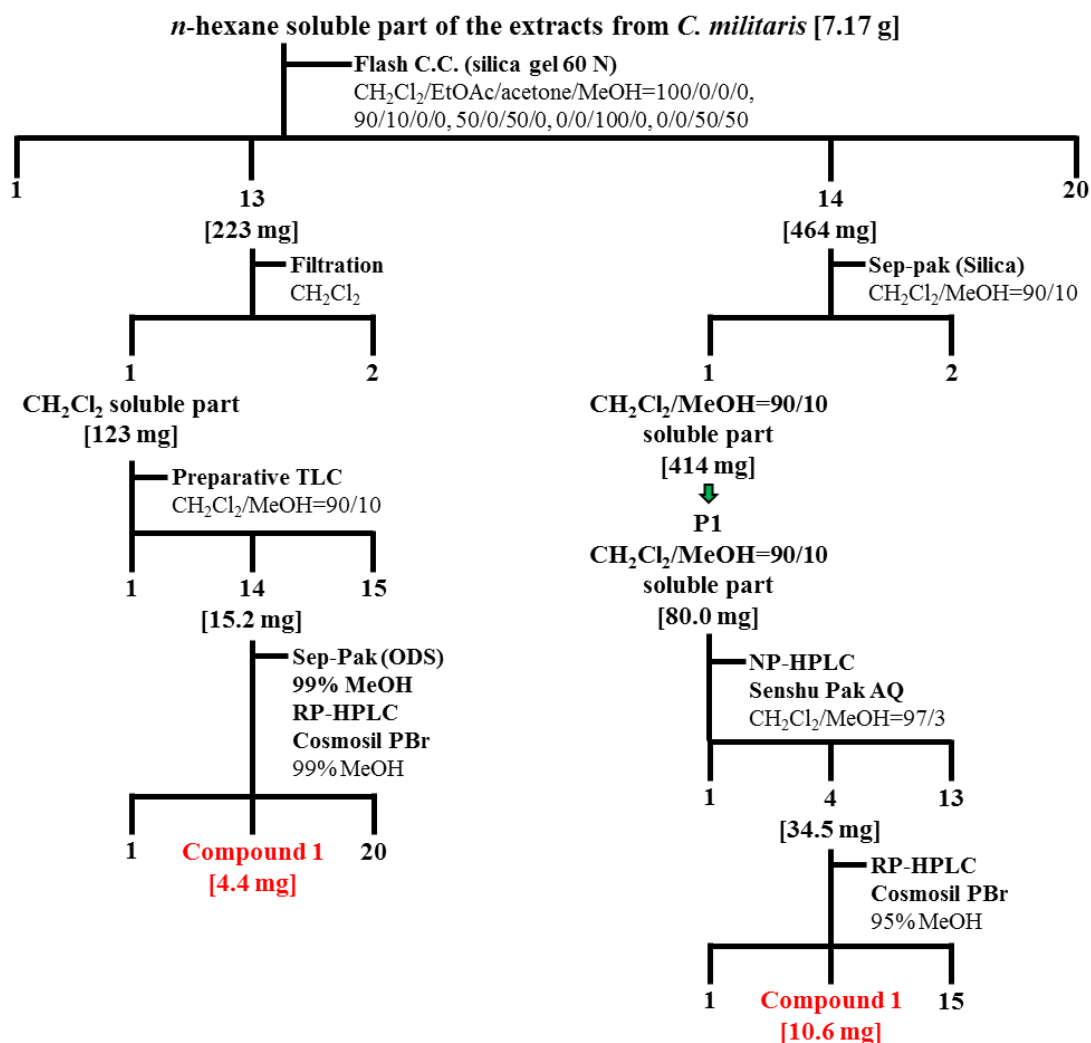 n-hexane soluble part of the extracts from C. militaris [7.17 g]
Flash C.C. (silica gel 60 N)
CH₂Cl₂/EtOAc/acetone/MeOH=100/0/0/0,
90/10/0/0, 50/0/50/0, 0/0/100/0, 0/0/50/50
1
13
[223 mg]
14
[464 mg]
20
Filtration
CH₂Cl₂
1
2
CH₂Cl₂ soluble part
[123 mg]
Preparative TLC
CH₂Cl₂/MeOH=90/10
1
14
15
[15.2 mg]
Sep-Pak (ODS)
99% MeOH
RP-HPLC
Cosmosil PBr
99% MeOH
1
Compound 1
[4.4 mg]
20
Sep-pak (Silica)
CH₂Cl₂/MeOH=90/10
1
2
CH₂Cl₂/MeOH=90/10
soluble part
[414 mg]
P1
CH₂Cl₂/MeOH=90/10
soluble part
[80.0 mg]
NP-HPLC
Senshu Pak AQ
CH₂Cl₂/MeOH=97/3
1
4
13
[34.5 mg]
RP-HPLC
Cosmosil PBr
95% MeOH
1
Compound 1
[10.6 mg]
15